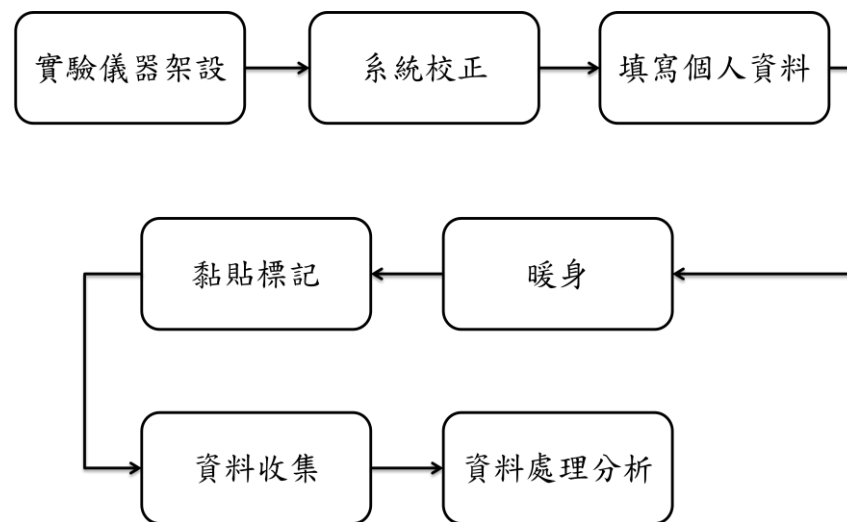 實驗儀器架設
系統校正
填寫個人資料
暖身
黏貼標記
資料收集
資料處理分析